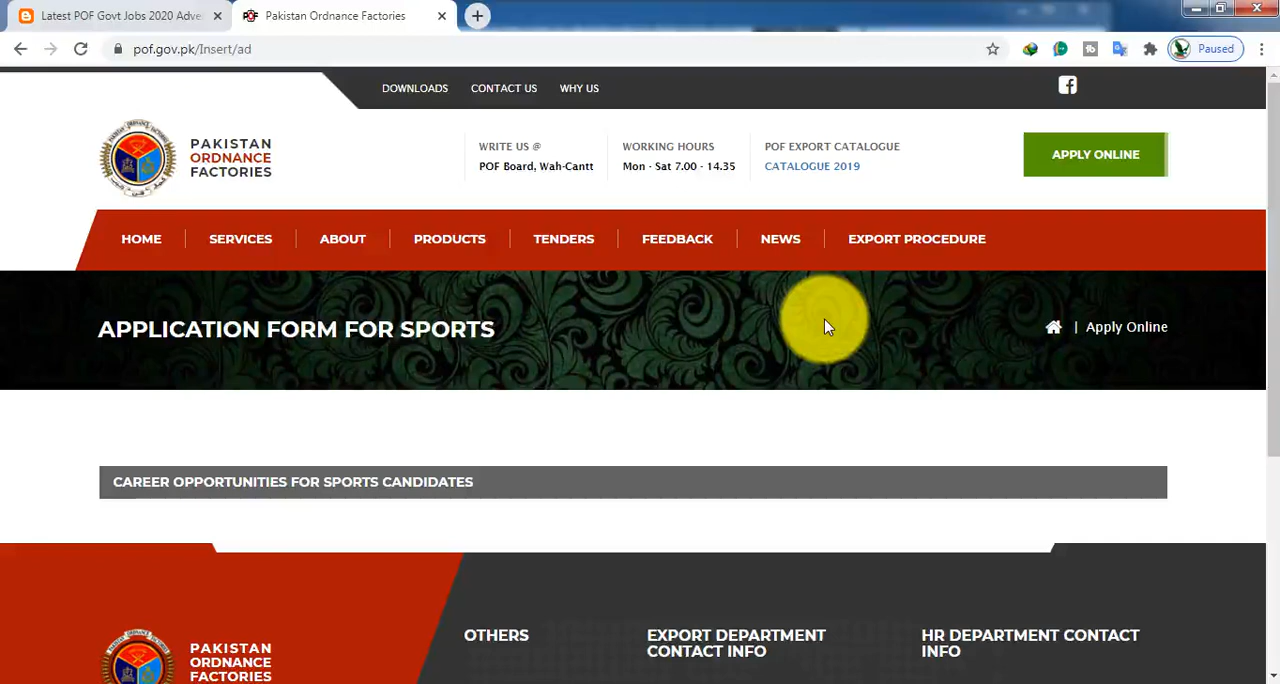 Latest POF Govt Jobs 2020 Adve
Pakistan Ordnance Factories
pof.gov.pk/Insert/ad
Paused
DOWNLOADS CONTACT US WHY US
PAKISTAN
ORDNANCE
FACTORIES
WRITE US @
POF Board, Wah-Cantt
WORKING HOURS
Mon - Sat 7.00 - 14.35
POF EXPORT CATALOGUE
CATALOGUE 2019
APPLY ONLINE
HOME SERVICES ABOUT PRODUCTS TENDERS FEEDBACK NEWS EXPORT PROCEDURE
APPLICATION FORM FOR SPORTS
| Apply Online
CAREER OPPORTUNITIES FOR SPORTS CANDIDATES
PAKISTAN
ORDNANCE
FACTORIES
OTHERS
EXPORT DEPARTMENT
CONTACT INFO
HR DEPARTMENT CONTACT
INFO